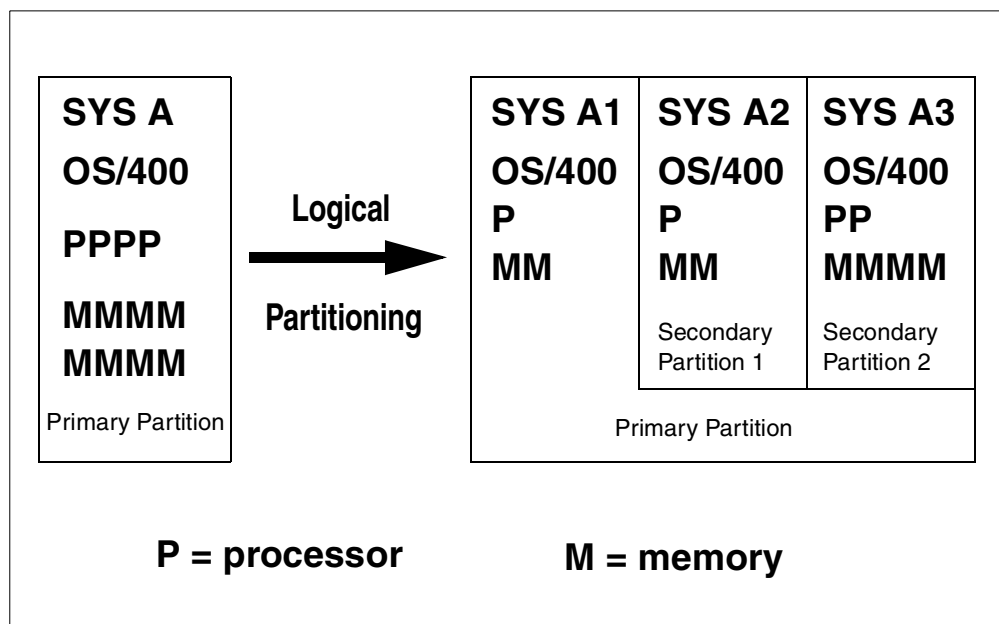 SYS A
OS/400
PPPP
MMMM
MMMM
Primary Partition
Logical
Partitioning
SYS A1
OS/400
P
MM
SYS A2
OS/400
P
MM
Secondary
Partition 1
SYS A3
OS/400
PP
MMMM
Secondary
Partition 2
Primary Partition
P = processor
M = memory